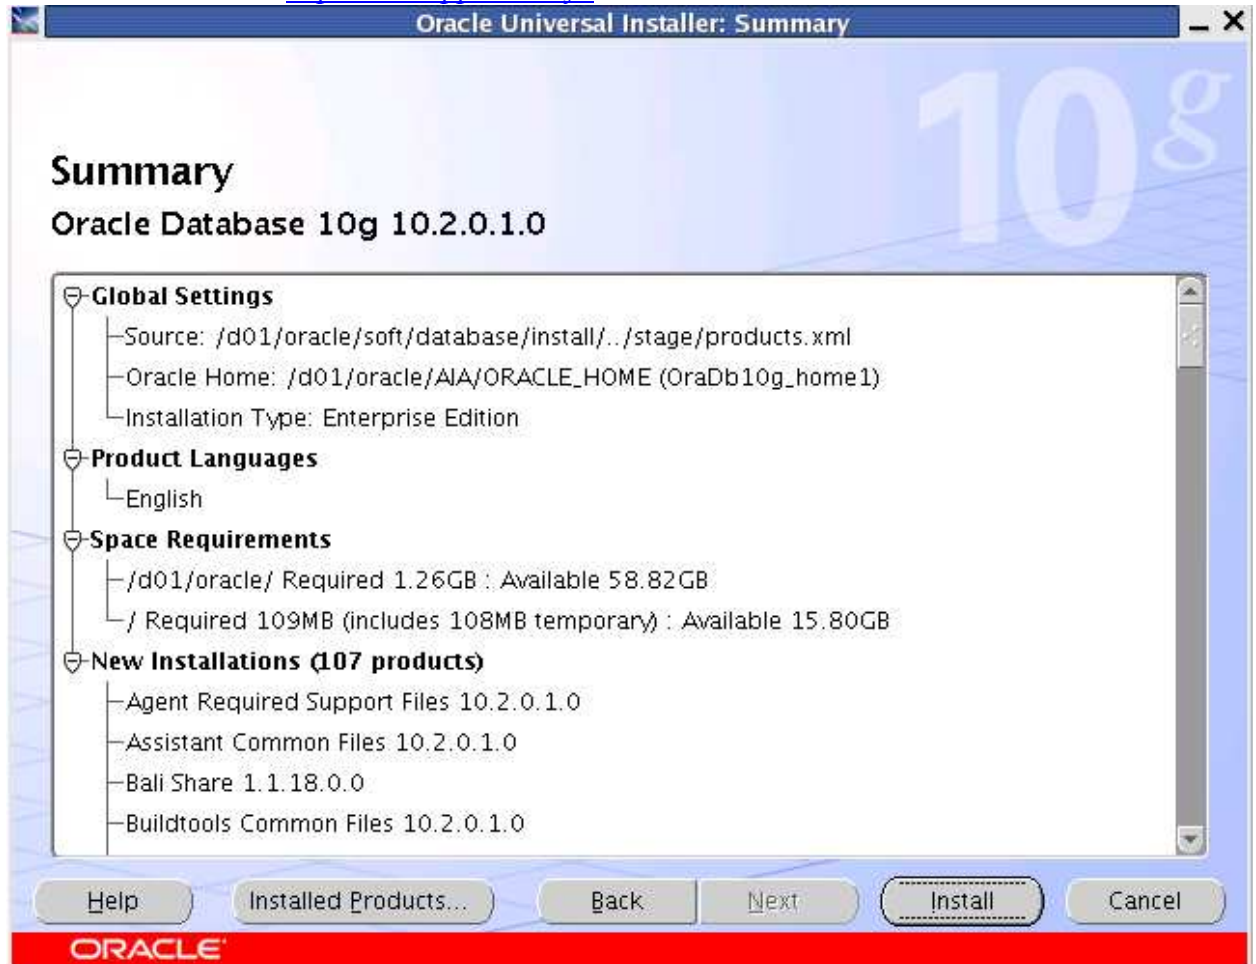 Oracle Universal Installer: Summary
10g
Summary
Oracle Database 10g 10.2.0.1.0
Global Settings
Source: /d01/oracle/soft/database/install/../stage/products.xml
Oracle Home: /d01/oracle/AIA/ORACLE_HOME (OraDb10g_home1)
Installation Type: Enterprise Edition
Product Languages
English
Space Requirements
/d01/oracle/ Required 1.26GB : Available 58.82GB
/ Required 109MB (includes 108MB temporary) : Available 15.80GB
New Installations (107 products)
Agent Required Support Files 10.2.0.1.0
Assistant Common Files 10.2.0.1.0
Bali Share 1.1.18.0.0
Buildtools Common Files 10.2.0.1.0
Help Installed Products... Back Next Install Cancel
ORACLE